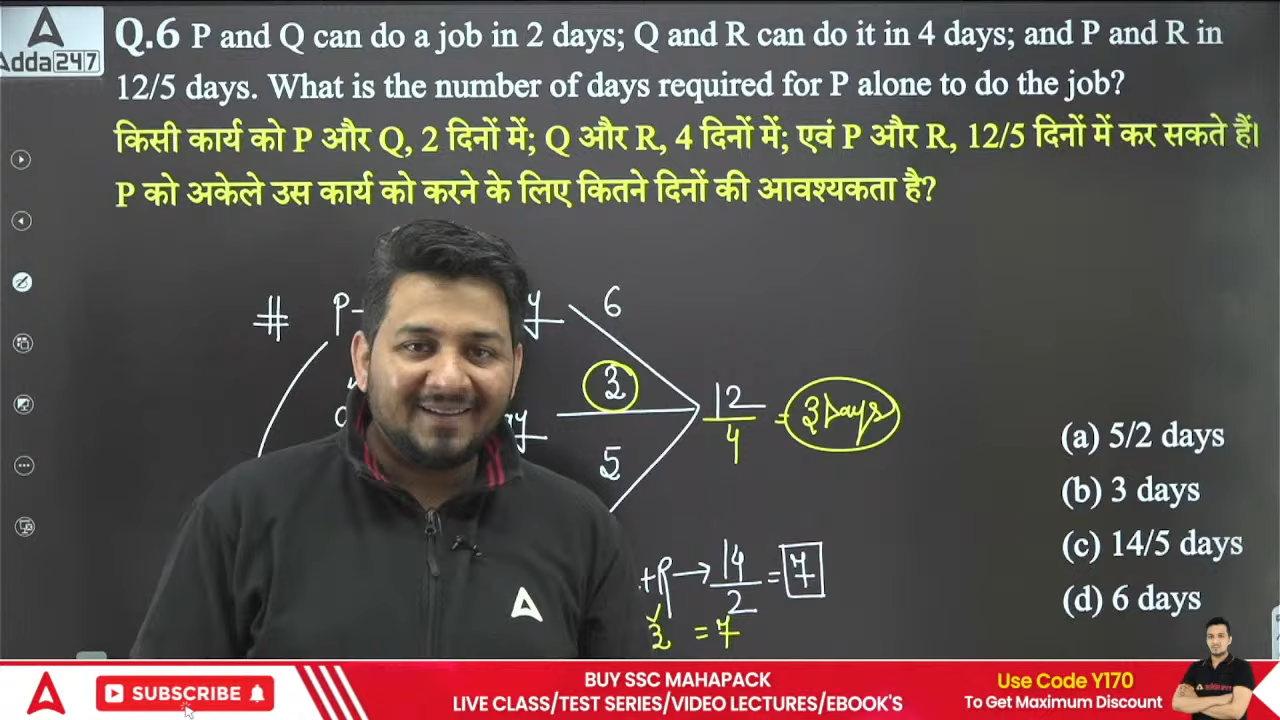 Adda247
Q.6 P and Q can do a job in 2 days; Q and R can do it in 4 days; and P and R in
12/5 days. What is the number of days required for P alone to do the job?
किसी कार्य को P और Q, 2 दिनों में; Q और R, 4 दिनों में; एवं P और R, 12/5 दिनों में कर सकते हैं।
P को अकेले उस कार्य को करने के लिए कितने दिनों की आवश्यकता है?
# P- y 6
3
12/4 = 3 Days
5
(a) 5/2 days
(b) 3 days
(c) 14/5 days
(d) 6 days
+R → 14/2 = 7
3 = 7
SUBSCRIBE
BUY SSC MAHAPACK
LIVE CLASS/TEST SERIES/VIDEO LECTURES/EBOOK'S
Use Code Y170
To Get Maximum Discount